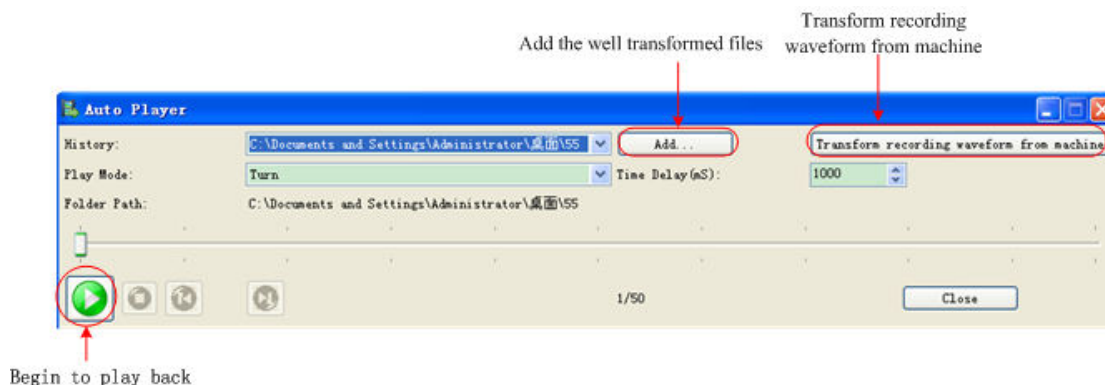 Transform recording
waveform from machine
Add the well transformed files
Auto Player
History: C:\Documents and Settings\Administrator\桌面\55 Add... Transform recording waveform from machine
Play Mode: Turn Time Delay(mS): 1000
Folder Path: C:\Documents and Settings\Administrator\桌面\55
1/50 Close
Begin to play back